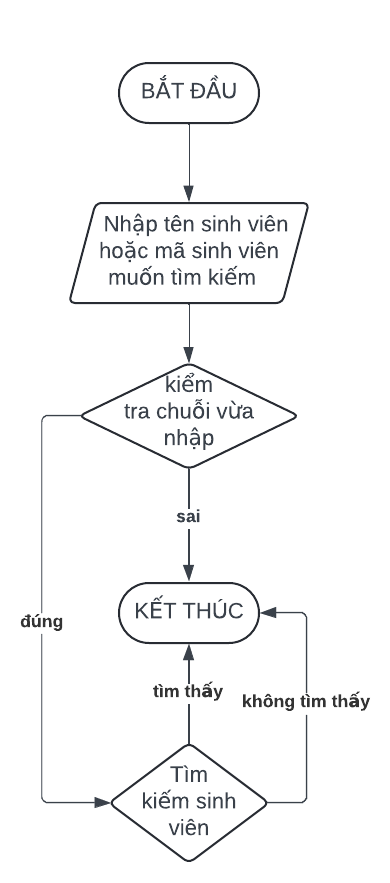 BẮT ĐẦU
Nhập tên sinh viên
hoặc mã sinh viên
muốn tìm kiếm
kiểm
tra chuỗi vừa
nhập
sai
KẾT THÚC
đúng
tìm thấy
không tìm thấy
Tìm
kiếm sinh
viên